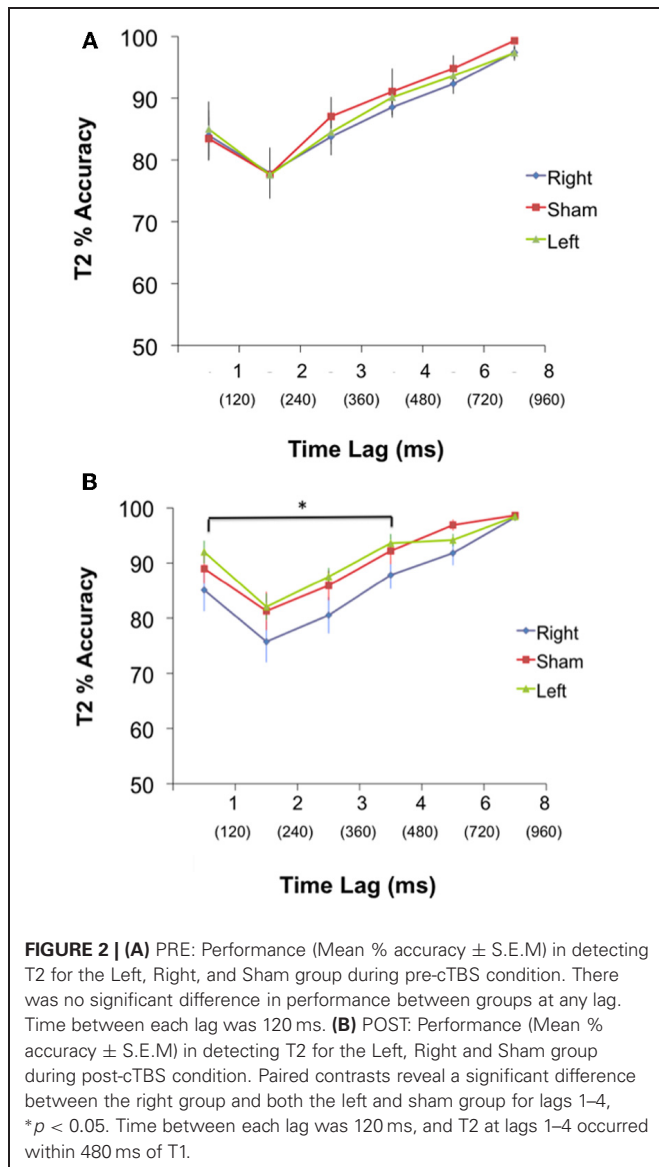 A
100
90
80
70
60
50
T2 % Accuracy
Right
Sham
Left
1 2 3 4 6 8
(120) (240) (360) (480) (720) (960)
Time Lag (ms)
B
*
100
90
80
70
60
50
T2 % Accuracy
Right
Sham
Left
1 2 3 4 6 8
(120) (240) (360) (480) (720) (960)
Time Lag (ms)
FIGURE 2 | (A) PRE: Performance (Mean % accuracy ± S.E.M) in detecting
T2 for the Left, Right, and Sham group during pre-cTBS condition. There
was no significant difference in performance between groups at any lag.
Time between each lag was 120 ms. (B) POST: Performance (Mean %
accuracy ± S.E.M) in detecting T2 for the Left, Right and Sham group
during post-cTBS condition. Paired contrasts reveal a significant difference
between the right group and both the left and sham group for lags 1–4,
*p < 0.05. Time between each lag was 120 ms, and T2 at lags 1–4 occurred
within 480 ms of T1.